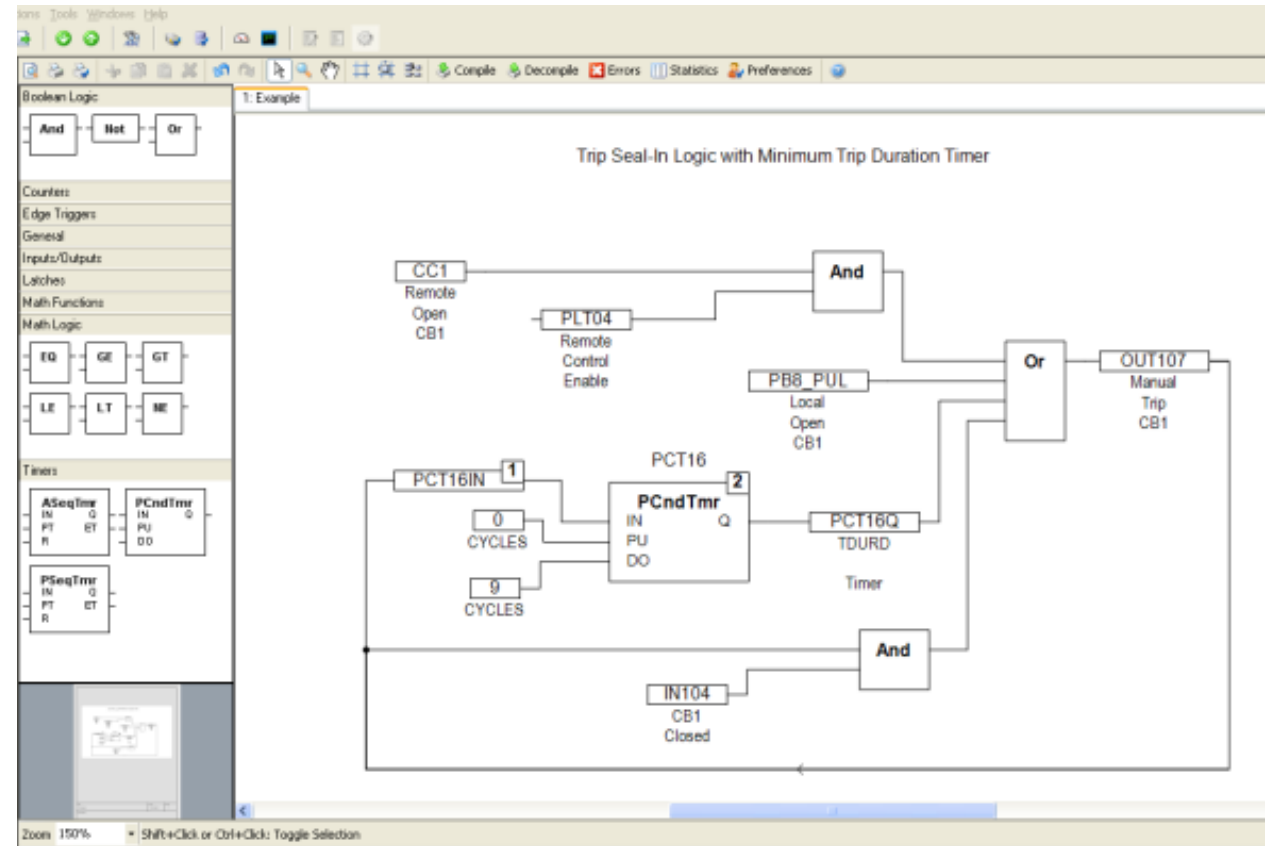 Tools Windows Help
Compile Decompile Errors Statistics Preferences
Boolean Logic
1: Example
And Not Or
Trip Seal-In Logic with Minimum Trip Duration Timer
Counters
Edge Triggers
General
Inputs/Outputs
Latches
Math Functions
Math Logic
EQ GE GT
LE LT NE
Timers
ASeqTmr
IN Q
PT ET
R
PCndTmr
IN Q
PU
DO
PSeqTmr
IN Q
PT ET
R
CC1
Remote
Open
CB1
And
PLT04
Remote
Control
Enable
Or
OUT107
Manual
Trip
CB1
PB8_PUL
Local
Open
CB1
PCT16
PCT16IN 1
2
PCndTmr
IN Q
PU
DO
0
CYCLES
9
CYCLES
PCT16Q
TDURD
Timer
And
IN104
CB1
Closed
Zoom 150% Shift+Click or Ctrl+Click: Toggle Selection